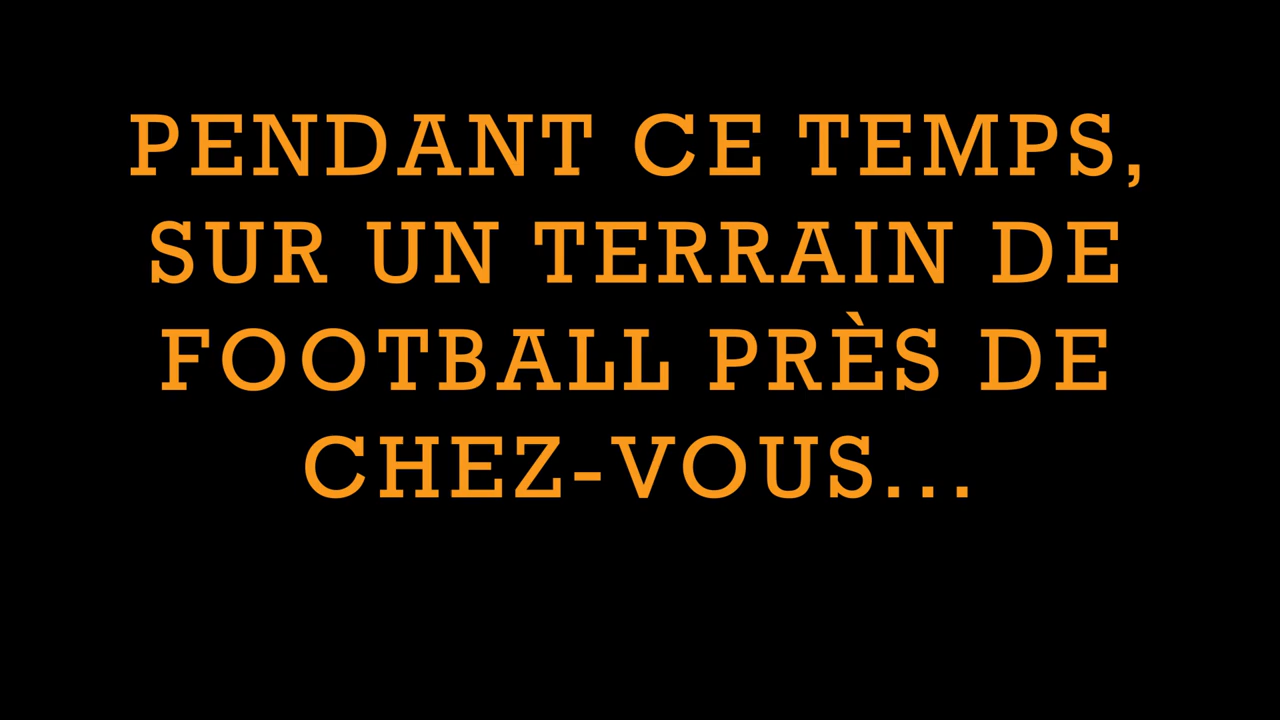 PENDANT CE TEMPS,
SUR UN TERRAIN DE
FOOTBALL PRÈS DE
CHEZ-VOUS...